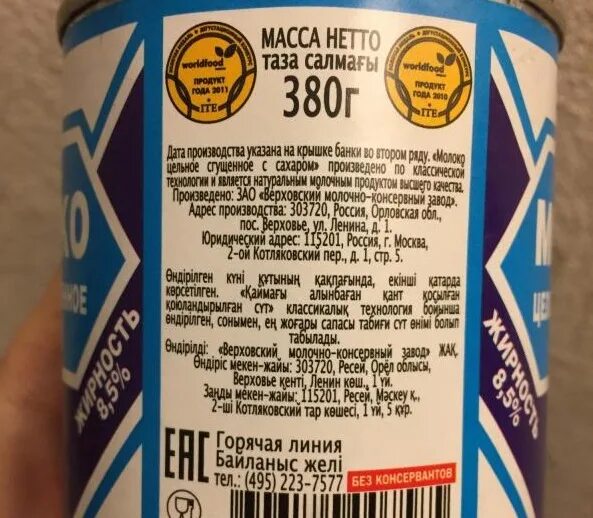 МАССА НЕТТО
таза салмағы
380г
worldfood
ПРОДУКТ
ГОДА 2011
ITE
worldfood
ПРОДУКТ
ГОДА 2010
ITE
Дата производства указана на крышке банки во втором ряду. «Молоко
цельное сгущенное с сахаром» произведено по классической
технологии и является натуральным молочным продуктом высшего качества.
Произведено: ЗАО «Верховский молочно-консервный завод».
Адрес производства: 303720, Россия, Орловская обл.,
пос. Верховье, ул. Ленина, д. 1.
Юридический адрес: 115201, Россия, г. Москва,
2-ой Котляковский пер., д. 1, стр. 5.
Өндірілген күні құтының қақпағында, екінші қатарда
көрсетілген. «Қаймағы алынбаған қант қосылған
қоюландырылған сүт» классикалық технология бойынша
өндірілген, сонымен, ең жоғары сапасы табиғи сүт өнімі болып
табылады.
Өндірілді: «Верховский молочно-консервный завод» ЖАҚ.
Өндіріс мекен-жайы: 303720, Ресей, Орёл облысы,
Верховье кенті, Ленин көш., 1 үй.
Заңды мекен-жайы: 115201, Ресей, Мәскеу қ.,
2-ші Котляковский тар көшесі, 1 үй, 5 құр.
ЕАС
Горячая линия
Байланыс желі
тел.: (495) 223-7577
БЕЗ КОНСЕРВАНТОВ
КО
ННОЕ
ЖИРНОСТЬ
8,5%
М
ЦЕЛ
ЖИРНОСТЬ
8,5%